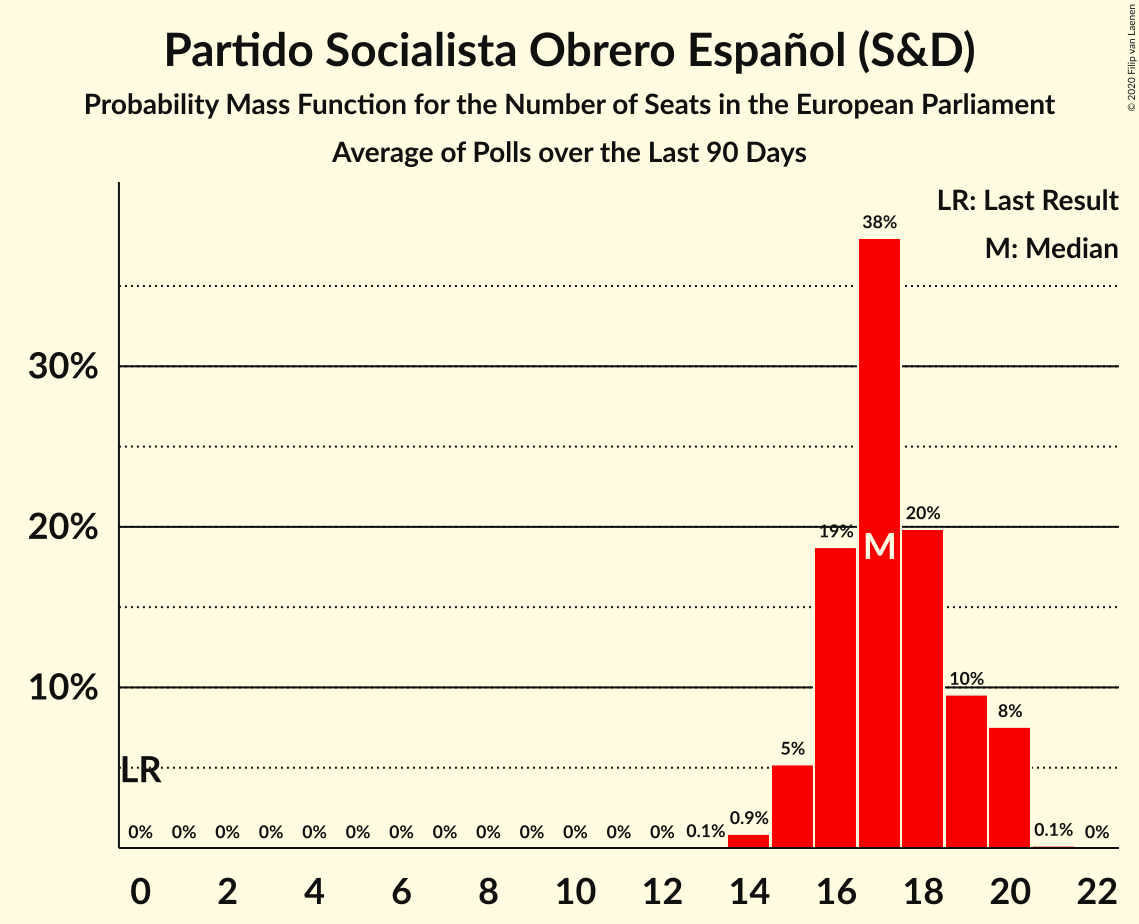 Partido Socialista Obrero Español (S&D)
Probability Mass Function for the Number of Seats in the European Parliament
Average of Polls over the Last 90 Days
© 2020 Filip van Laenen
LR: Last Result
M: Median
38%
30%
20%
19%
20%
M
10%
10%
8%
5%
LR
0% 0% 0% 0% 0% 0% 0% 0% 0% 0% 0% 0% 0% 0.1% 0.9% 0.1% 0%
0 2 4 6 8 10 12 14 16 18 20 22